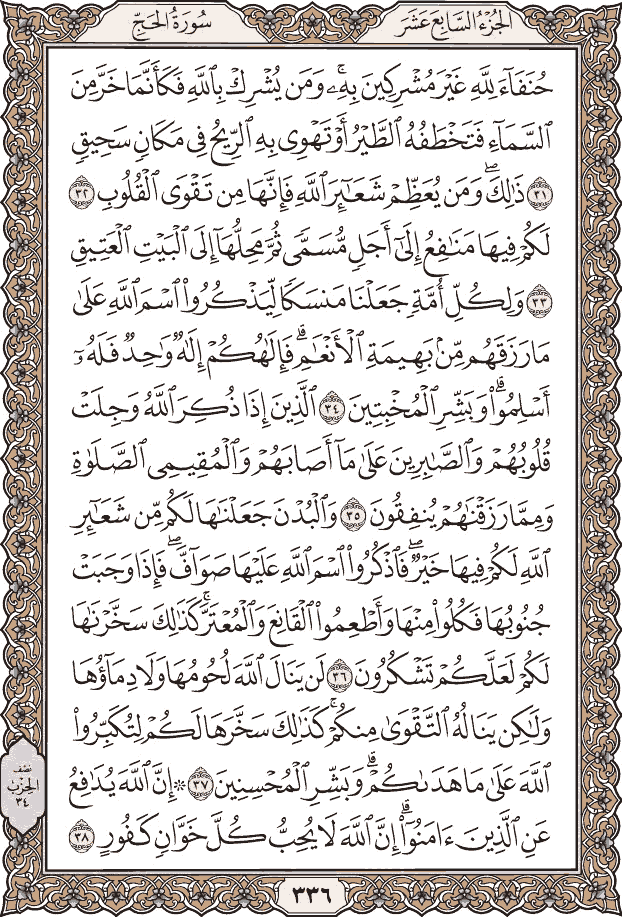 الجُزْءُ السَّابِعَ عَشَرَ
سُورَةُ الحَجِّ
حُنَفَآءَ لِلَّهِ غَيْرَ مُشْرِكِينَ بِهِۦۚ وَمَن يُشْرِكْ بِٱللَّهِ فَكَأَنَّمَا خَرَّ مِنَ
ٱلسَّمَآءِ فَتَخْطَفُهُ ٱلطَّيْرُ أَوْ تَهْوِى بِهِ ٱلرِّيحُ فِى مَكَانٍ سَحِيقٍ
٣١ ذَٰلِكَۖ وَمَن يُعَظِّمْ شَعَـٰٓئِرَ ٱللَّهِ فَإِنَّهَا مِن تَقْوَى ٱلْقُلُوبِ ٣٢
لَكُمْ فِيهَا مَنَـٰفِعُ إِلَىٰٓ أَجَلٍ مُّسَمًّى ثُمَّ مَحِلُّهَآ إِلَى ٱلْبَيْتِ ٱلْعَتِيقِ
٣٣ وَلِكُلِّ أُمَّةٍ جَعَلْنَا مَنسَكًا لِّيَذْكُرُوا۟ ٱسْمَ ٱللَّهِ عَلَىٰ
مَا رَزَقَهُم مِّنۢ بَهِيمَةِ ٱلْأَنْعَـٰمِۗ فَإِلَـٰهُكُمْ إِلَـٰهٌ وَٰحِدٌ فَلَهُۥٓ
أَسْلِمُوا۟ۗ وَبَشِّرِ ٱلْمُخْبِتِينَ ٣٤ ٱلَّذِينَ إِذَا ذُكِرَ ٱللَّهُ وَجِلَتْ
قُلُوبُهُمْ وَٱلصَّـٰبِرِينَ عَلَىٰ مَآ أَصَابَهُمْ وَٱلْمُقِيمِى ٱلصَّلَوٰةِ
وَمِمَّا رَزَقْنَـٰهُمْ يُنفِقُونَ ٣٥ وَٱلْبُدْنَ جَعَلْنَـٰهَا لَكُم مِّن شَعَـٰٓئِرِ
ٱللَّهِ لَكُمْ فِيهَا خَيْرٌۖ فَٱذْكُرُوا۟ ٱسْمَ ٱللَّهِ عَلَيْهَا صَوَآفَّۖ فَإِذَا وَجَبَتْ
جُنُوبُهَا فَكُلُوا۟ مِنْهَا وَأَطْعِمُوا۟ ٱلْقَانِعَ وَٱلْمُعْتَرَّۚ كَذَٰلِكَ سَخَّرْنَـٰهَا
لَكُمْ لَعَلَّكُمْ تَشْكُرُونَ ٣٦ لَن يَنَالَ ٱللَّهَ لُحُومُهَا وَلَا دِمَآؤُهَا
وَلَـٰكِن يَنَالُهُ ٱلتَّقْوَىٰ مِنكُمْۚ كَذَٰلِكَ سَخَّرَهَا لَكُمْ لِتُكَبِّرُوا۟
ٱللَّهَ عَلَىٰ مَا هَدَىٰكُمْۗ وَبَشِّرِ ٱلْمُحْسِنِينَ ٣٧ ۞ إِنَّ ٱللَّهَ يُدَٰفِعُ
عَنِ ٱلَّذِينَ ءَامَنُوٓا۟ۗ إِنَّ ٱللَّهَ لَا يُحِبُّ كُلَّ خَوَّانٍ كَفُورٍ ٣٨
نصف
الحزب
٣٤
٣٣٦